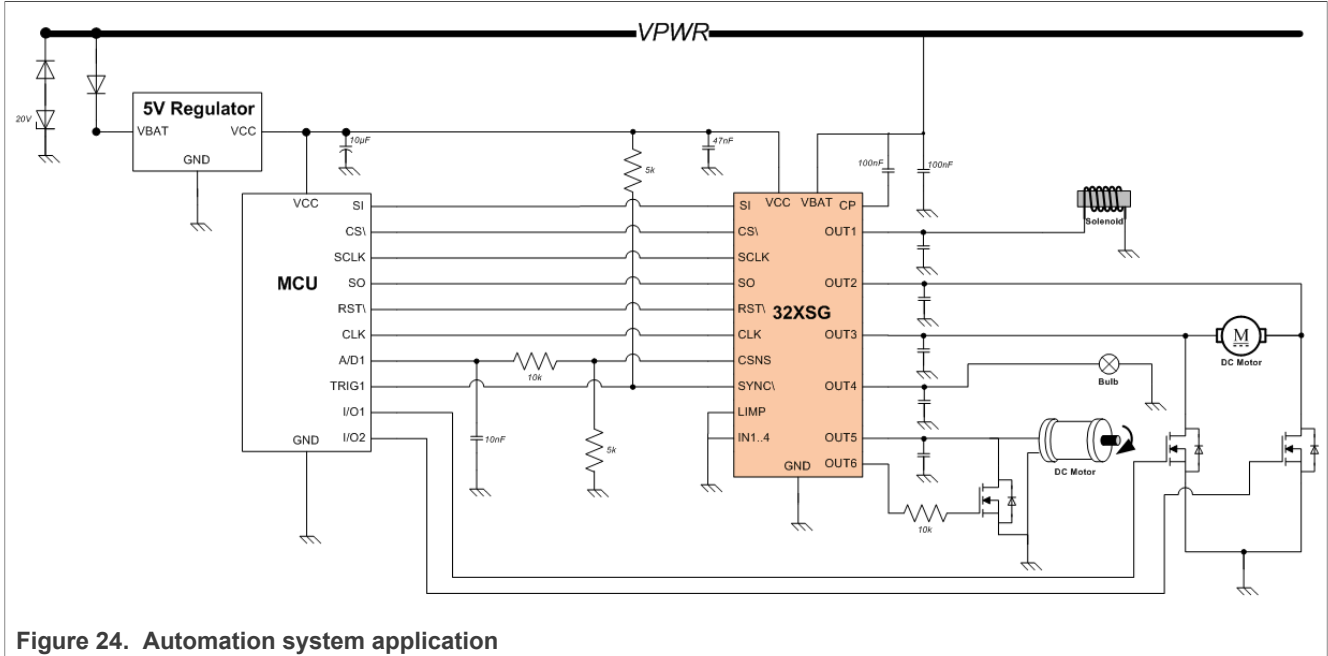 VPWR
20V
5V Regulator
VBAT
VCC
GND
10µF
5k
47nF
100nF
100nF
VCC
SI
CS\
SCLK
MCU
SO
RST\
CLK
A/D1
TRIG1
I/O1
I/O2
GND
10k
10nF
5k
SI
VCC
VBAT
CP
CS\
OUT1
SCLK
SO
OUT2
RST\
32XSG
CLK
OUT3
CSNS
SYNC\
OUT4
LIMP
IN1..4
OUT5
GND
OUT6
Solenoid
M
DC Motor
Bulb
DC Motor
10k
Figure 24. Automation system application